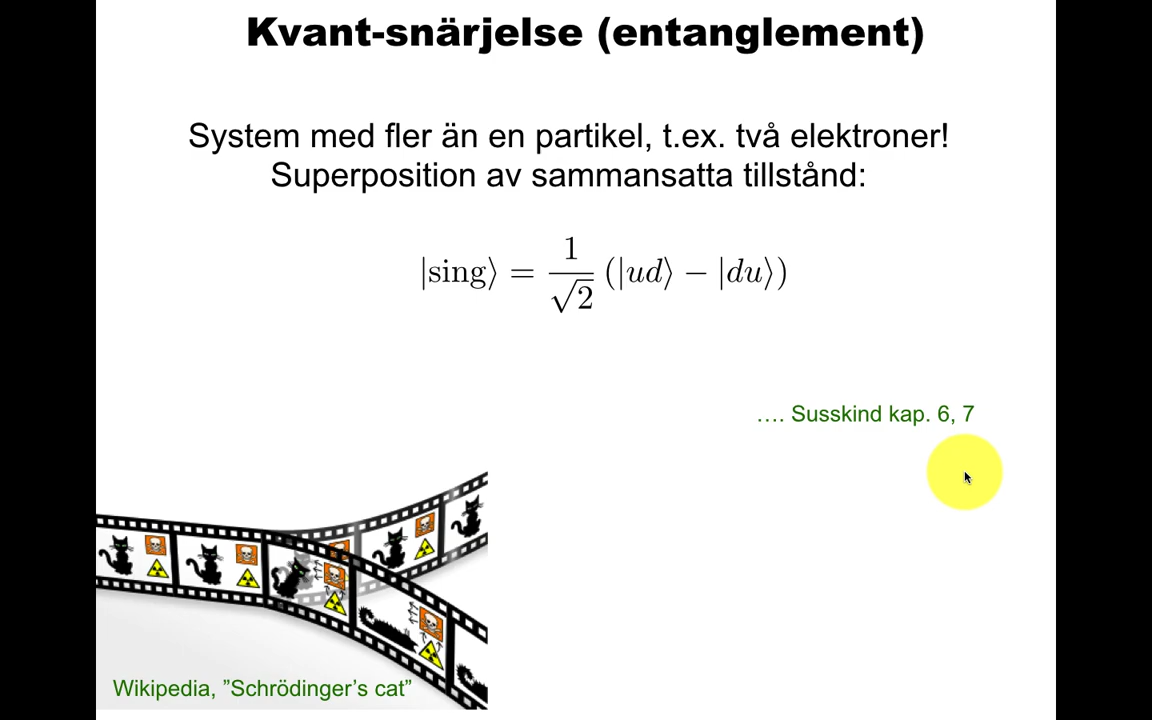 Kvant-snärjelse (entanglement)
System med fler än en partikel, t.ex. två elektroner!
Superposition av sammansatta tillstånd:
|sing⟩ = 1/√2 (|ud⟩ − |du⟩)
…. Susskind kap. 6, 7
Wikipedia, ”Schrödinger’s cat”